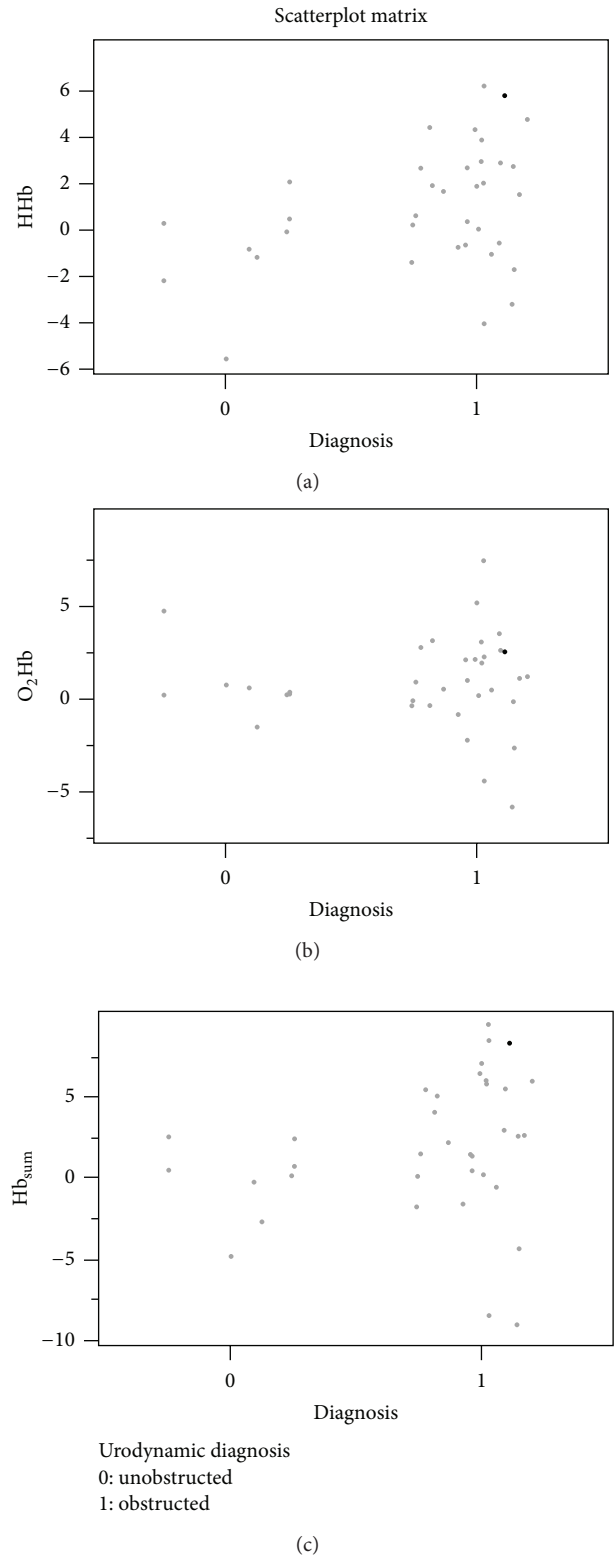 Scatterplot matrix
6
4
2
0
−2
−4
−6
HHb
0
1
Diagnosis
(a)
5
0
−5
O₂Hb
0
1
Diagnosis
(b)
5
0
−5
−10
Hbsum
0
1
Diagnosis
Urodynamic diagnosis
0: unobstructed
1: obstructed
(c)